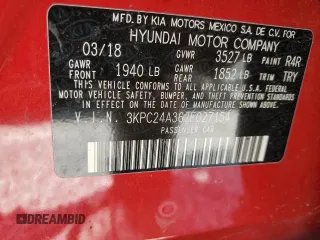 MFD BY KIA MOTORS MEXICO S.A DE C.V. FOR
HYUNDAI MOTOR COMPANY
03/18 GVWR 3527 LB PAINT R4R
GAWR FRONT 1940 LB GAWR REAR 1852 LB TRIM TRY
THIS VEHICLE CONFORMS TO ALL APPLICABLE FEDERAL
MOTOR VEHICLE SAFETY, BUMPER, AND THEFT
PREVENTION STANDARDS IN EFFECT ON THE DATE OF
MANUFACTURE SHOWN ABOVE.
V.I.N.
PASSENGER CAR
© DREAMBID